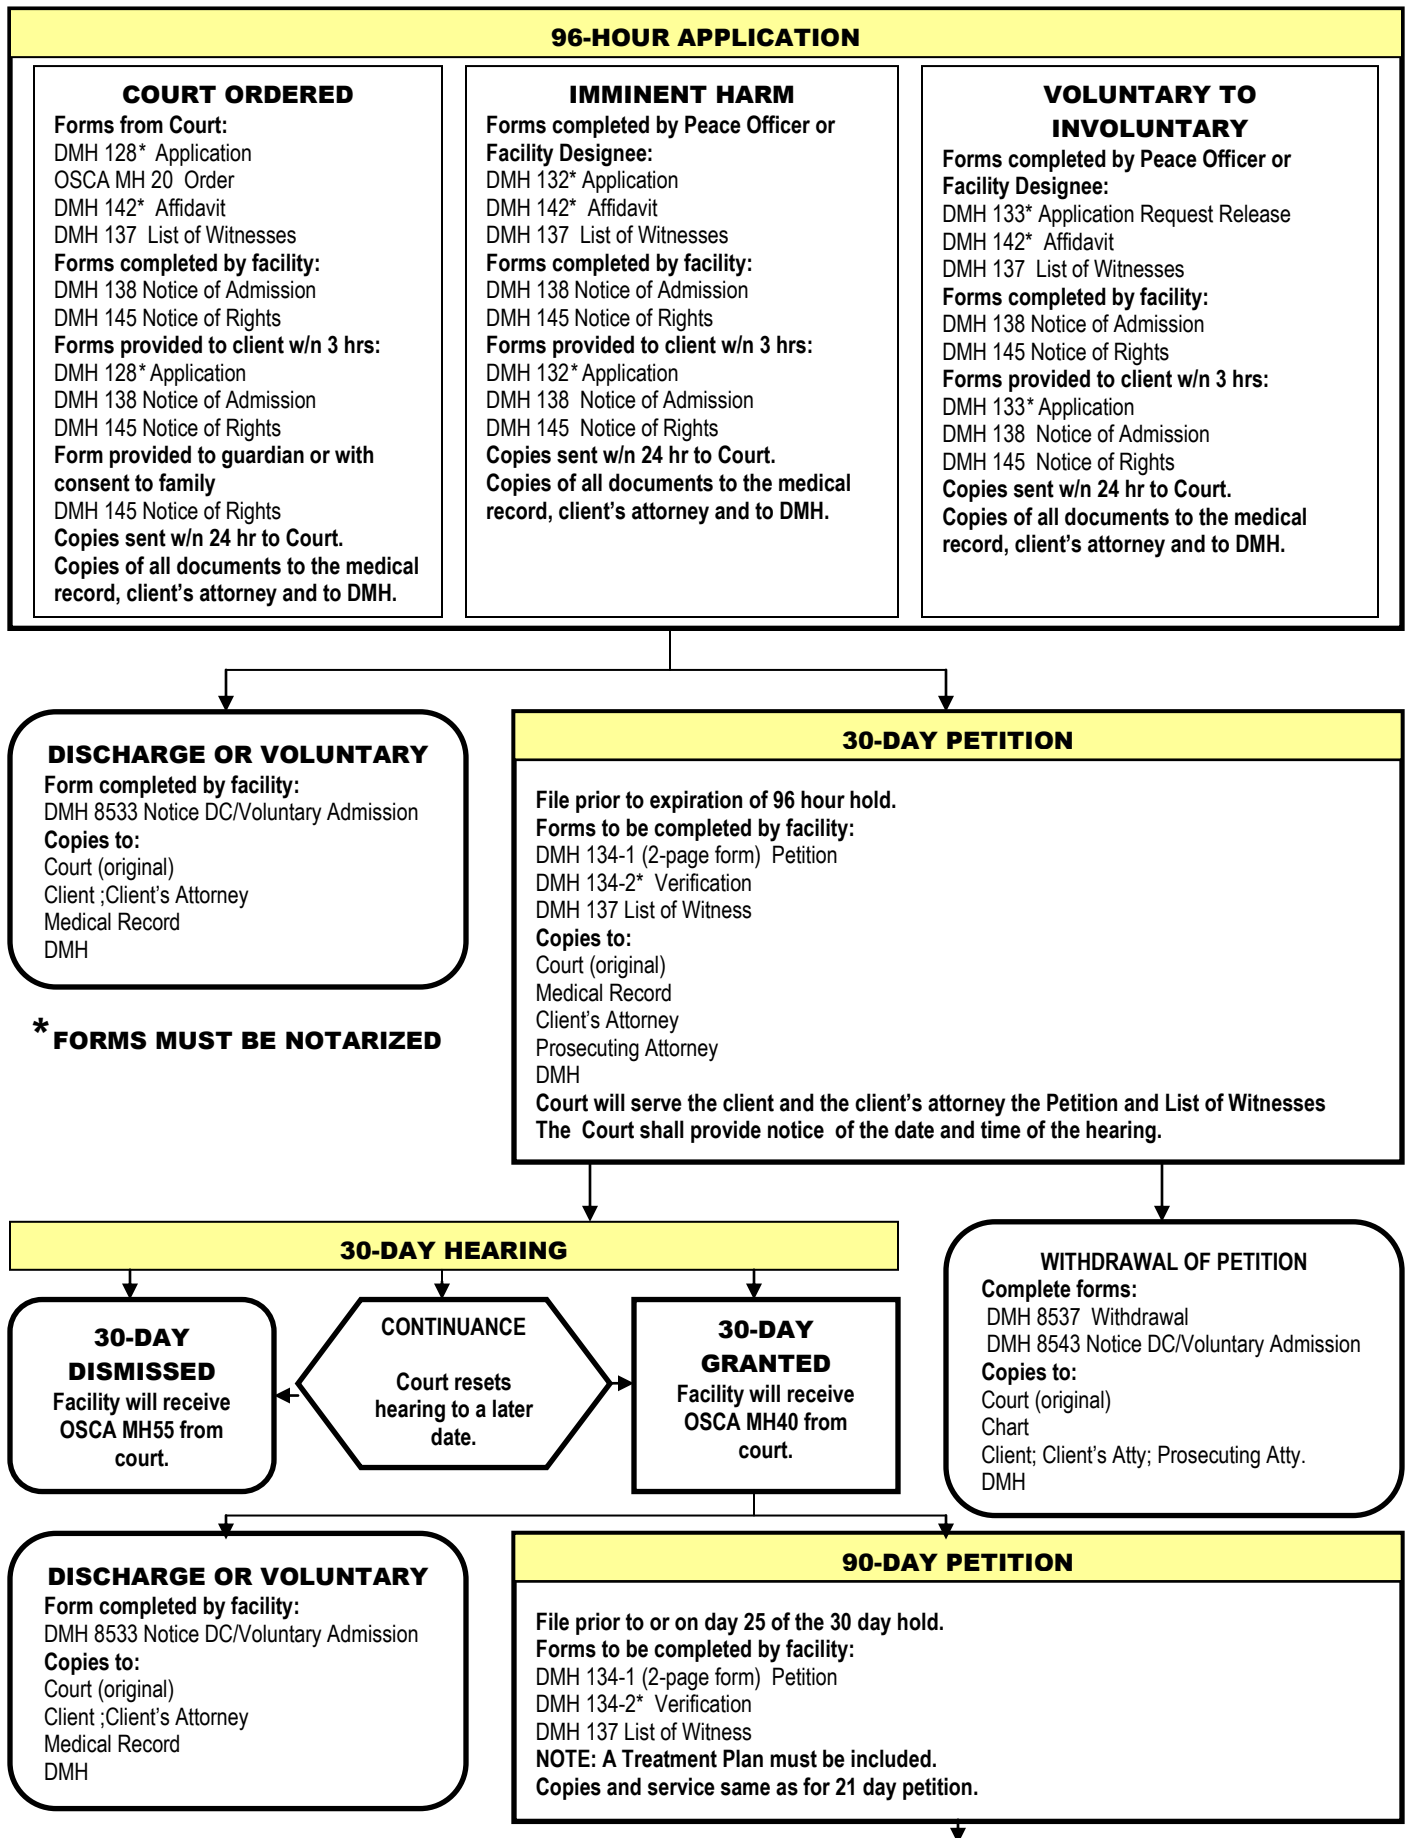 96-HOUR APPLICATION
COURT ORDERED
Forms from Court:
DMH 128* Application
OSCA MH 20 Order
DMH 142* Affidavit
DMH 137 List of Witnesses
Forms completed by facility:
DMH 138 Notice of Admission
DMH 145 Notice of Rights
Forms provided to client w/n 3 hrs:
DMH 128* Application
DMH 138 Notice of Admission
DMH 145 Notice of Rights
Form provided to guardian or with
consent to family
DMH 145 Notice of Rights
Copies sent w/n 24 hr to Court.
Copies of all documents to the medical
record, client’s attorney and to DMH.
IMMINENT HARM
Forms completed by Peace Officer or
Facility Designee:
DMH 132* Application
DMH 142* Affidavit
DMH 137 List of Witnesses
Forms completed by facility:
DMH 138 Notice of Admission
DMH 145 Notice of Rights
Forms provided to client w/n 3 hrs:
DMH 132* Application
DMH 138 Notice of Admission
DMH 145 Notice of Rights
Copies sent w/n 24 hr to Court.
Copies of all documents to the medical
record, client’s attorney and to DMH.
VOLUNTARY TO
INVOLUNTARY
Forms completed by Peace Officer or
Facility Designee:
DMH 133* Application Request Release
DMH 142* Affidavit
DMH 137 List of Witnesses
Forms completed by facility:
DMH 138 Notice of Admission
DMH 145 Notice of Rights
Forms provided to client w/n 3 hrs:
DMH 133* Application
DMH 138 Notice of Admission
DMH 145 Notice of Rights
Copies sent w/n 24 hr to Court.
Copies of all documents to the medical
record, client’s attorney and to DMH.
DISCHARGE OR VOLUNTARY
Form completed by facility:
DMH 8533 Notice DC/Voluntary Admission
Copies to:
Court (original)
Client ;Client’s Attorney
Medical Record
DMH
* FORMS MUST BE NOTARIZED
30-DAY PETITION
File prior to expiration of 96 hour hold.
Forms to be completed by facility:
DMH 134-1 (2-page form) Petition
DMH 134-2* Verification
DMH 137 List of Witness
Copies to:
Court (original)
Medical Record
Client’s Attorney
Prosecuting Attorney
DMH
Court will serve the client and the client’s attorney the Petition and List of Witnesses
The Court shall provide notice of the date and time of the hearing.
30-DAY HEARING
30-DAY
DISMISSED
Facility will receive
OSCA MH55 from
court.
CONTINUANCE
Court resets
hearing to a later
date.
30-DAY
GRANTED
Facility will receive
OSCA MH40 from
court.
WITHDRAWAL OF PETITION
Complete forms:
DMH 8537 Withdrawal
DMH 8543 Notice DC/Voluntary Admission
Copies to:
Court (original)
Chart
Client; Client’s Atty; Prosecuting Atty.
DMH
DISCHARGE OR VOLUNTARY
Form completed by facility:
DMH 8533 Notice DC/Voluntary Admission
Copies to:
Court (original)
Client ;Client’s Attorney
Medical Record
DMH
90-DAY PETITION
File prior to or on day 25 of the 30 day hold.
Forms to be completed by facility:
DMH 134-1 (2-page form) Petition
DMH 134-2* Verification
DMH 137 List of Witness
NOTE: A Treatment Plan must be included.
Copies and service same as for 21 day petition.